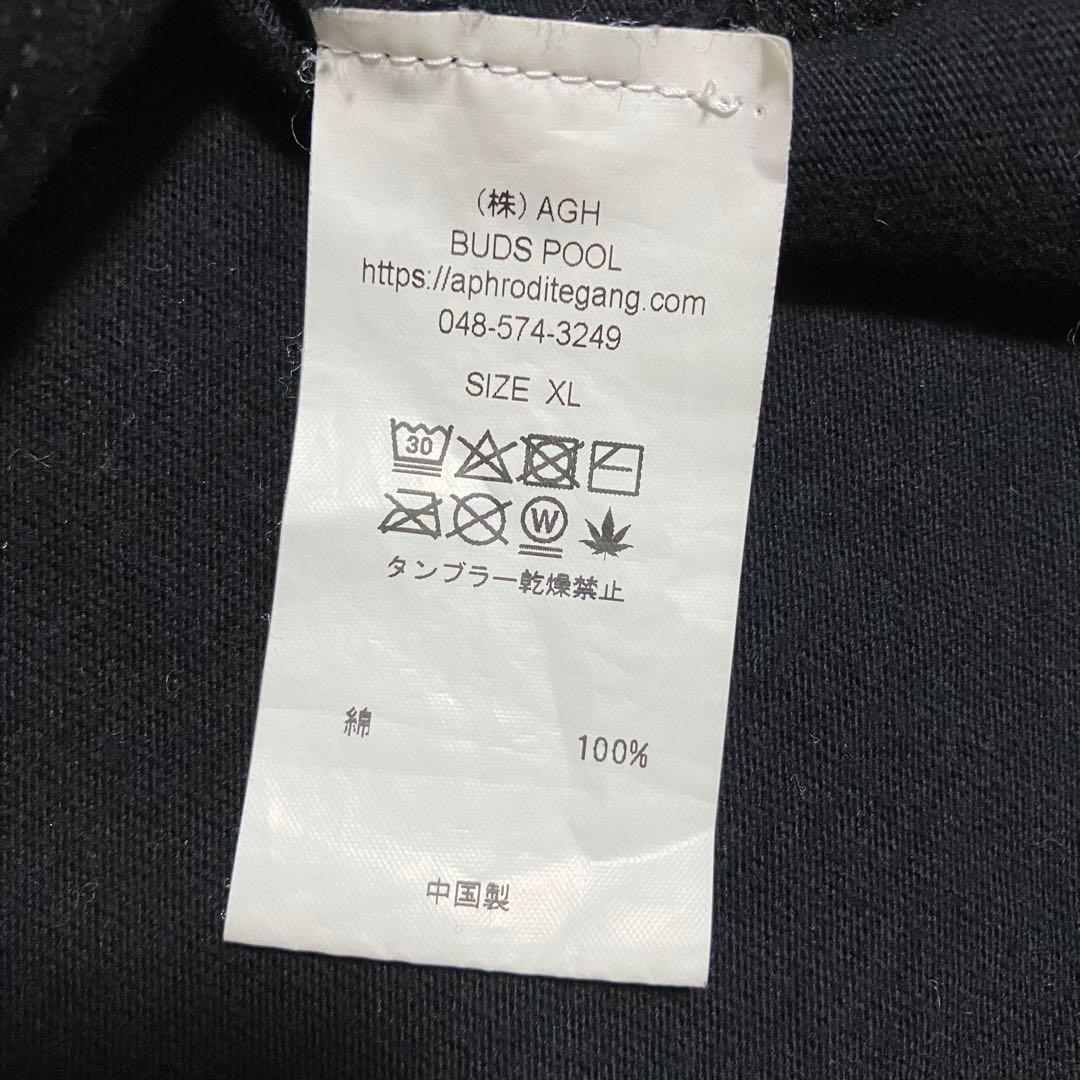 (株) AGH
BUDS POOL
https://aphroditegang.com
048-574-3249
SIZE XL
30
W
タンブラー乾燥禁止
綿 100%
中国製